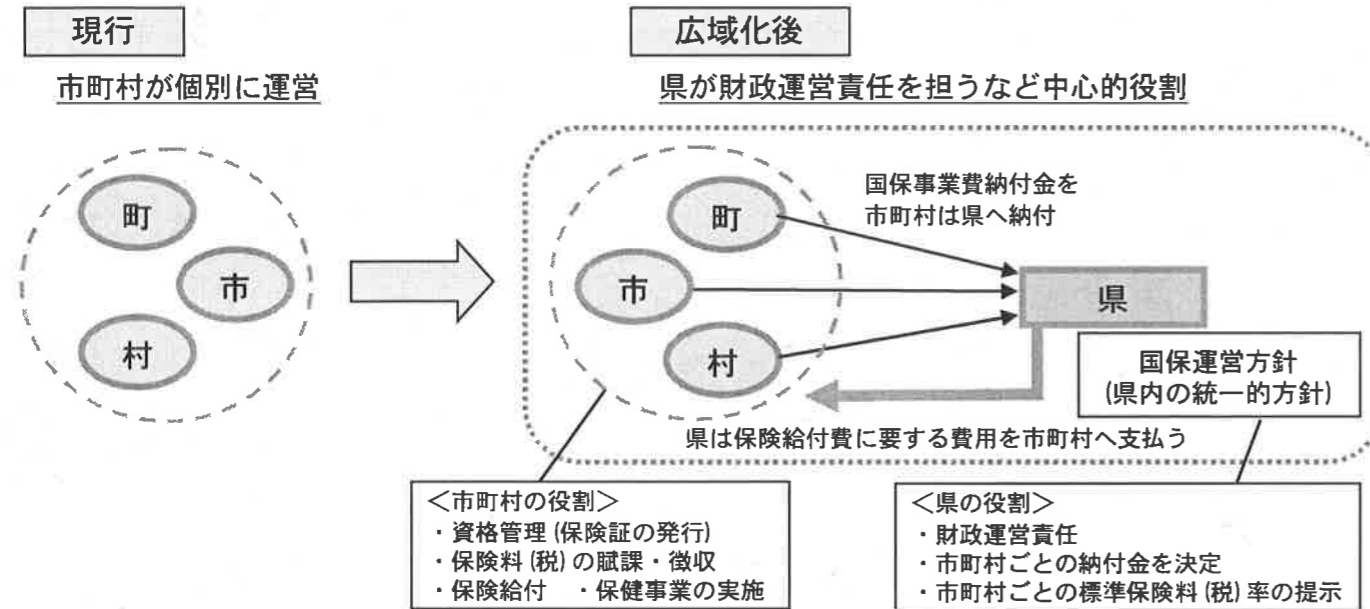 現行
市町村が個別に運営
町
市
村
広域化後
県が財政運営責任を担うなど中心的役割
町
市
村
国保事業費納付金を
市町村は県へ納付
県
国保運営方針
(県内の統一的方針)
県は保険給付費に要する費用を市町村へ支払う
＜市町村の役割＞
・資格管理(保険証の発行)
・保険料(税)の賦課・徴収
・保険給付　・保健事業の実施
＜県の役割＞
・財政運営責任
・市町村ごとの納付金を決定
・市町村ごとの標準保険料(税)率の提示